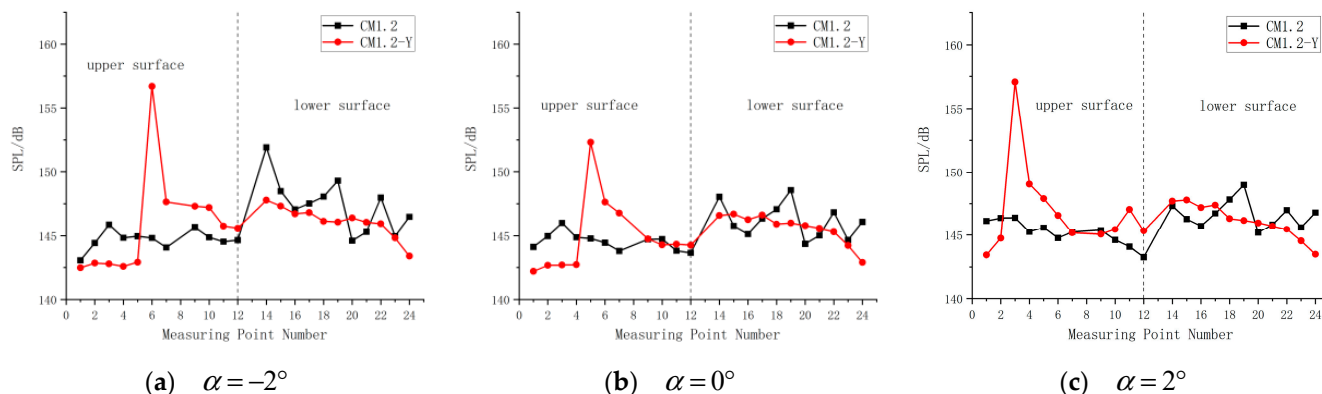 CM1.2
CM1.2-Y
160
155
150
145
140
SPL/dB
upper surface
lower surface
0 2 4 6 8 10 12 14 16 18 20 22 24
Measuring Point Number
(a) α = −2°
CM1.2
CM1.2-Y
160
155
150
145
140
SPL/dB
upper surface
lower surface
0 2 4 6 8 10 12 14 16 18 20 22 24
Measuring Point Number
(b) α = 0°
CM1.2
CM1.2-Y
160
155
150
145
140
SPL/dB
upper surface
lower surface
0 2 4 6 8 10 12 14 16 18 20 22 24
Measuring Point Number
(c) α = 2°